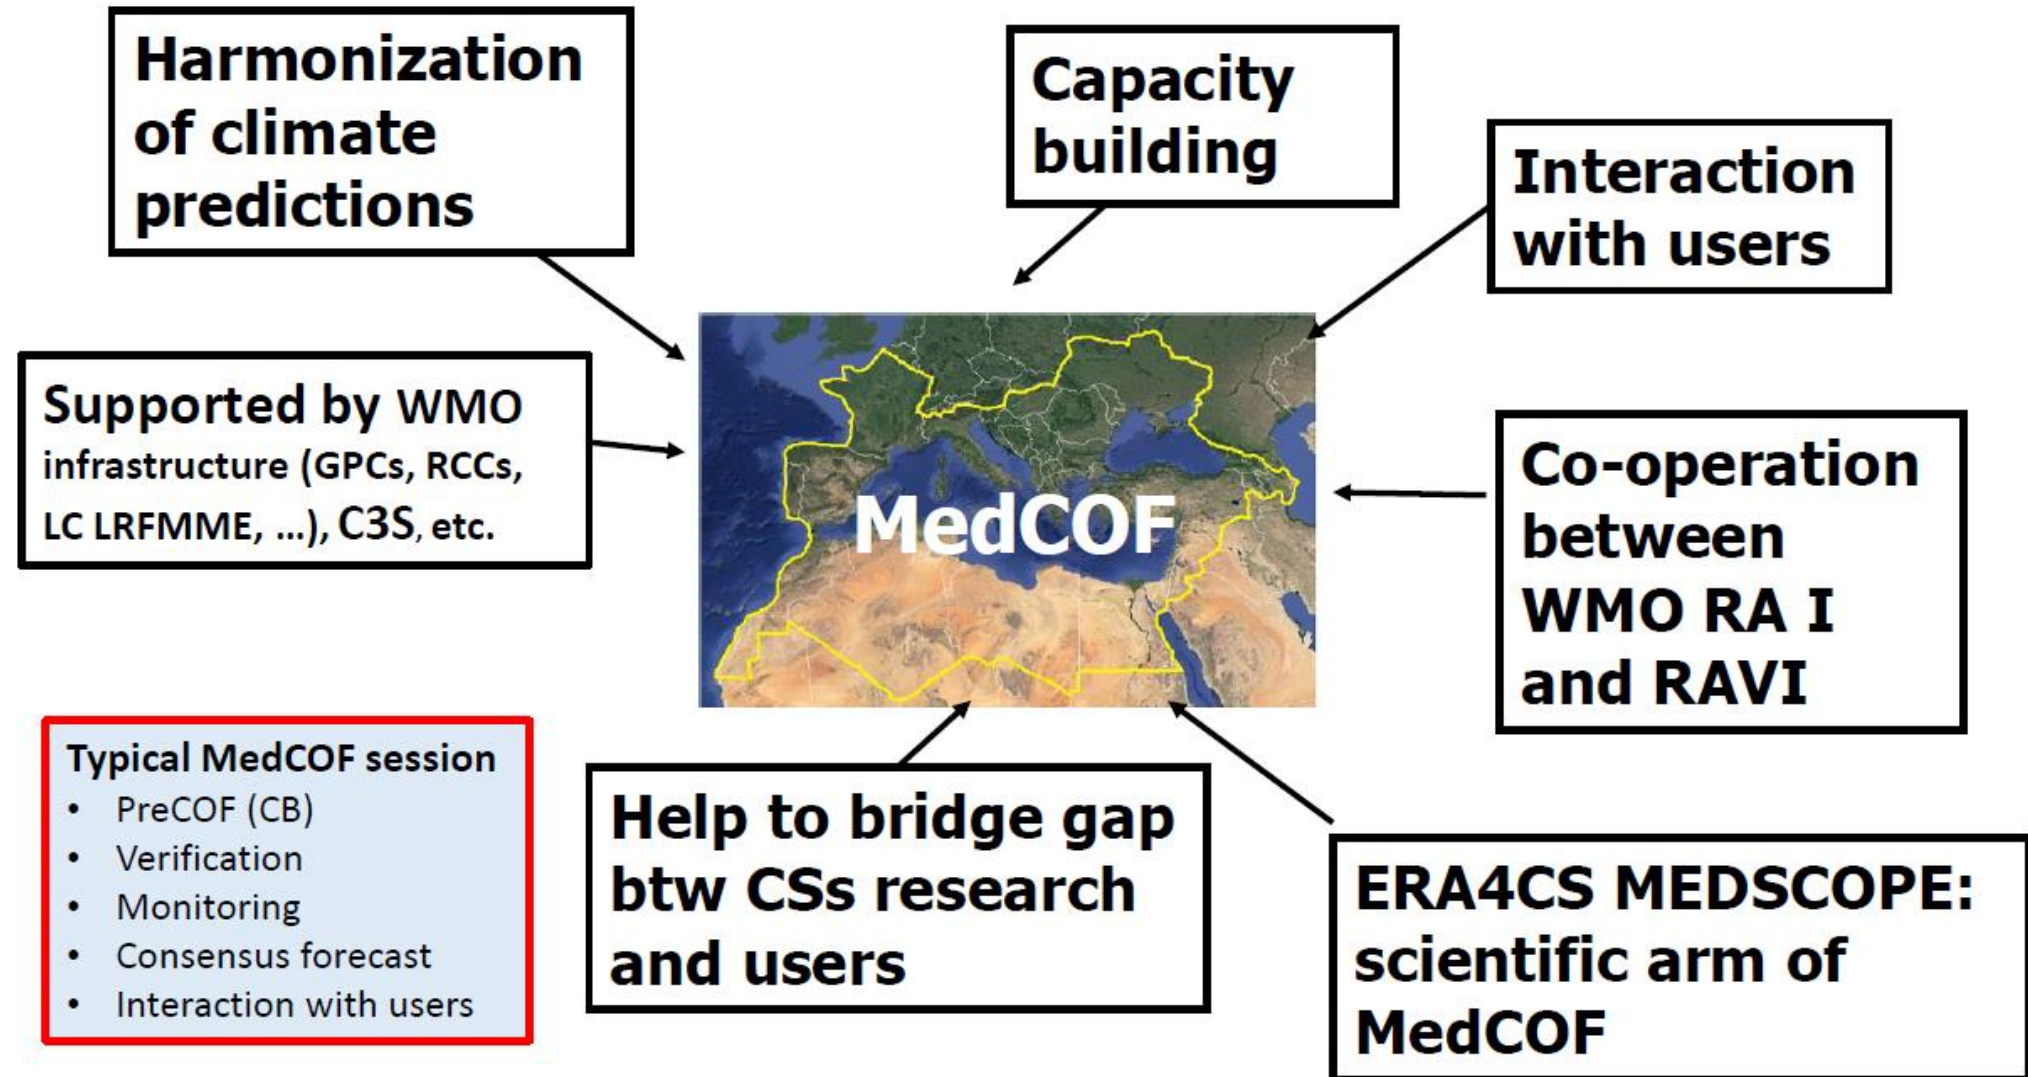 Harmonization
of climate
predictions
Capacity
building
Interaction
with users
Supported by WMO
infrastructure (GPCs, RCCs,
LC LRFMME, ...), C3S, etc.
MedCOF
Co-operation
between
WMO RA I
and RAVI
Typical MedCOF session
• PreCOF (CB)
• Verification
• Monitoring
• Consensus forecast
• Interaction with users
Help to bridge gap
btw CSs research
and users
ERA4CS MEDSCOPE:
scientific arm of
MedCOF